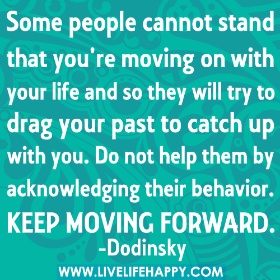 Some people cannot stand
that you're moving on with
your life and so they will try to
drag your past to catch up
with you. Do not help them by
acknowledging their behavior.
KEEP MOVING FORWARD.
-Dodinsky
WWW.LIVELIFEHAPPY.COM